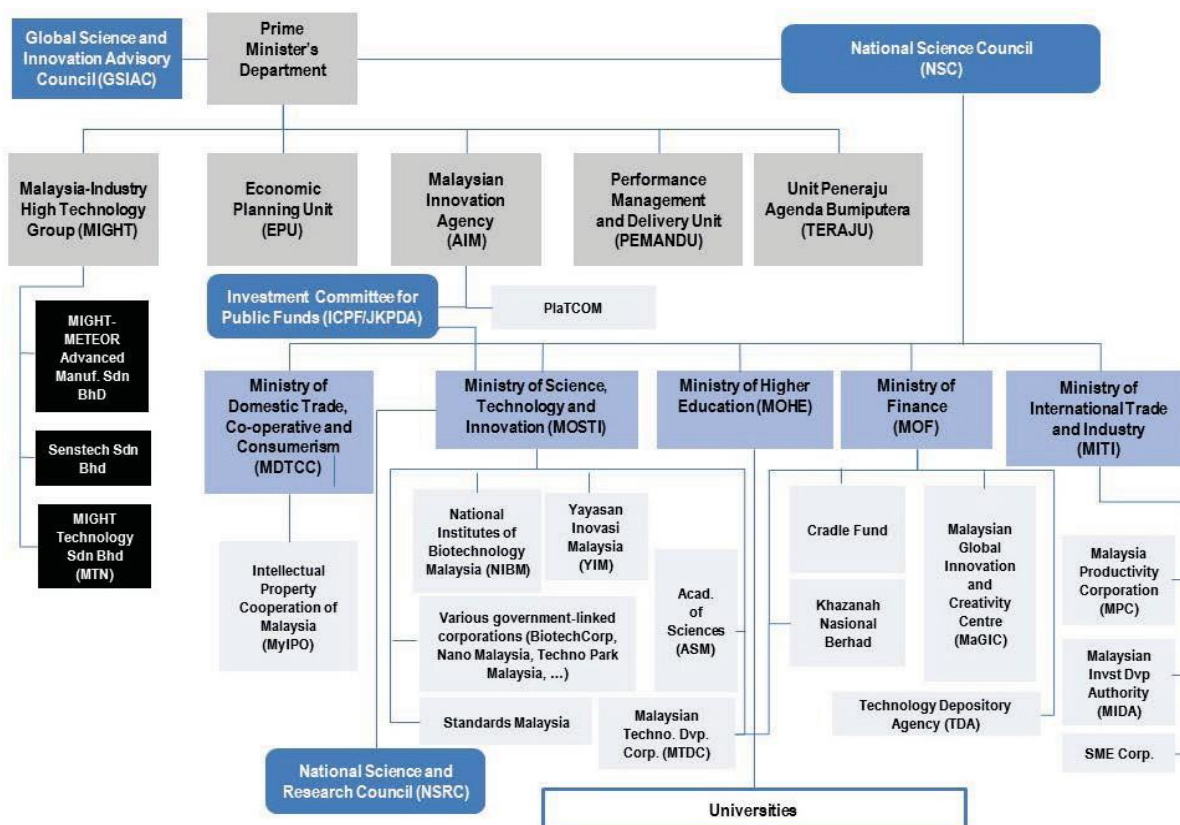 Global Science and
Innovation Advisory
Council (GSIAC)
Prime
Minister's
Department
National Science Council
(NSC)
Malaysia-Industry
High Technology
Group (MIGHT)
Economic
Planning Unit
(EPU)
Malaysian
Innovation
Agency
(AIM)
Performance
Management
and Delivery Unit
(PEMANDU)
Unit Peneraju
Agenda Bumiputera
(TERAJU)
Investment Committee for
Public Funds (ICPF/JKPDA)
PlaTCOM
MIGHT-
METEOR
Advanced
Manuf. Sdn
BhD
Senstech Sdn
Bhd
MIGHT
Technology
Sdn Bhd
(MTN)
Ministry of
Domestic Trade,
Co-operative and
Consumerism
(MDTCC)
Ministry of Science,
Technology and
Innovation (MOSTI)
Ministry of Higher
Education (MOHE)
Ministry of
Finance
(MOF)
Ministry of
International Trade
and Industry
(MITI)
Intellectual
Property
Cooperation of
Malaysia
(MyIPO)
National
Institutes of
Biotechnology
Malaysia (NIBM)
Yayasan
Inovasi
Malaysia
(YIM)
Various government-linked
corporations (BiotechCorp,
Nano Malaysia, Techno Park
Malaysia, ...)
Acad.
of
Sciences
(ASM)
Standards Malaysia
Malaysian
Techno. Dvp.
Corp. (MTDC)
Cradle Fund
Khazanah
Nasional
Berhad
Malaysian
Global
Innovation
and
Creativity
Centre
(MaGIC)
Technology Depository
Agency (TDA)
Malaysia
Productivity
Corporation
(MPC)
Malaysian
Invst Dvp
Authority
(MIDA)
SME Corp.
National Science and
Research Council (NSRC)
Universities